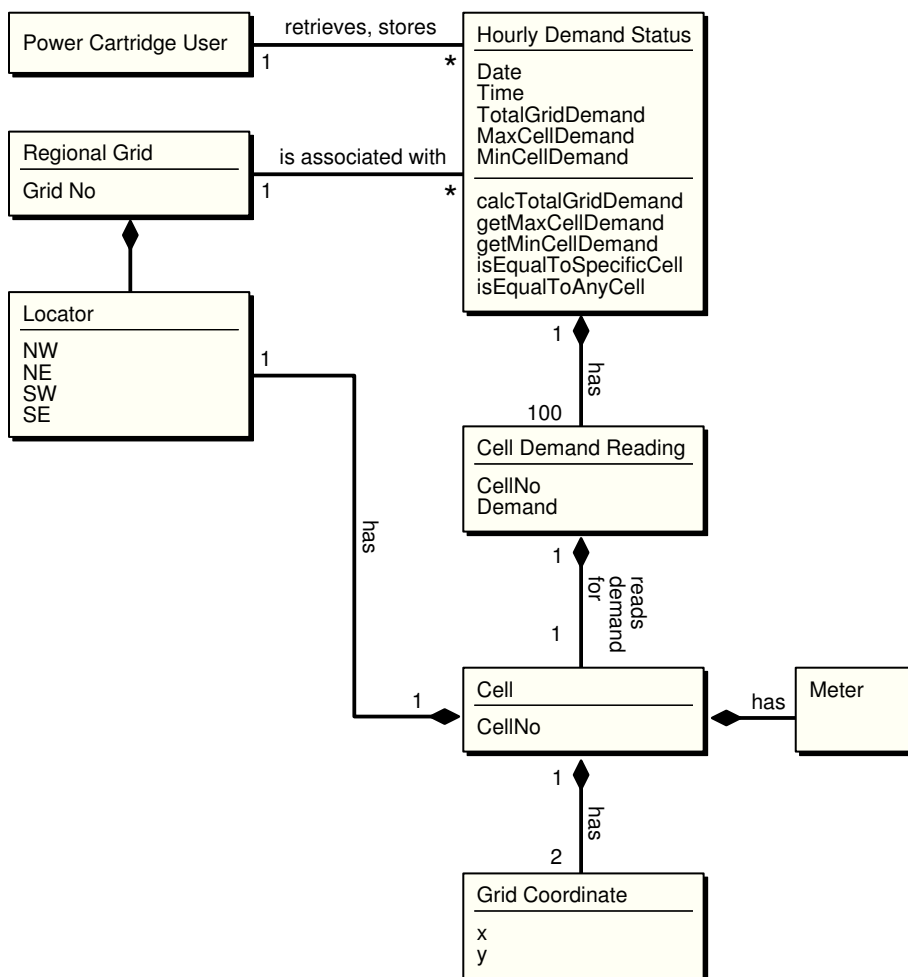 Power Cartridge User
retrieves, stores
1
*
Hourly Demand Status
Date
Time
TotalGridDemand
MaxCellDemand
MinCellDemand
calcTotalGridDemand
getMaxCellDemand
getMinCellDemand
isEqualToSpecificCell
isEqualToAnyCell
Regional Grid
Grid No
is associated with
1
*
Locator
NW
NE
SW
SE
1
has
1
1
has
100
Cell Demand Reading
CellNo
Demand
1
reads
demand
for
1
Cell
CellNo
has
Meter
1
has
2
Grid Coordinate
x
y